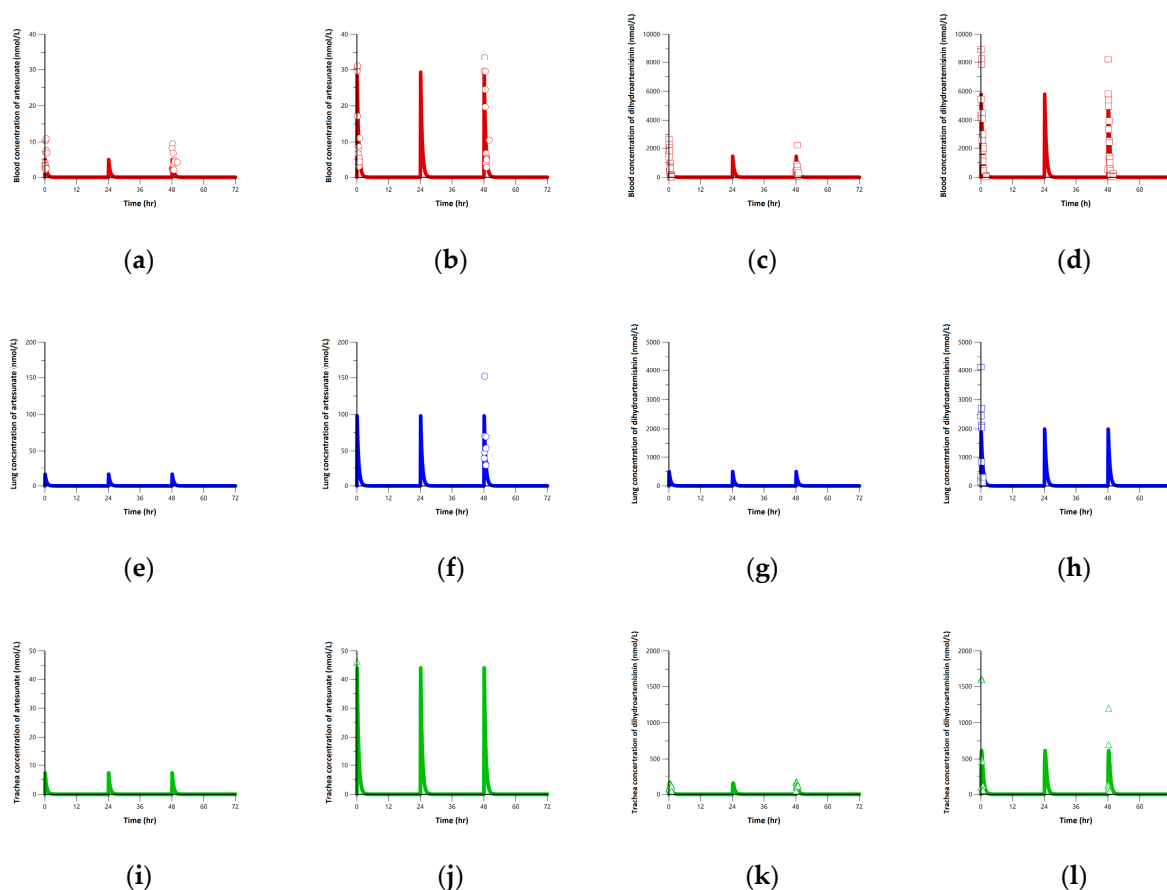 Blood concentration of artesunate (nmol/L)
40
30
20
10
0
0 12 24 36 48 60 72
Time (hr)
(a)
Blood concentration of artesunate (nmol/L)
40
30
20
10
0
0 12 24 36 48 60 72
Time (hr)
(b)
Blood concentration of dihydroartemisinin (nmol/L)
10000
8000
6000
4000
2000
0
0 12 24 36 48 60 72
Time (hr)
(c)
Blood concentration of dihydroartemisinin (nmol/L)
10000
8000
6000
4000
2000
0
0 12 24 36 48 60
Time (h)
(d)
Lung concentration of artesunate (nmol/L)
200
150
100
50
0
0 12 24 36 48 60 72
Time (hr)
(e)
Lung concentration of artesunate (nmol/L)
200
150
100
50
0
0 12 24 36 48 60 72
Time (hr)
(f)
Lung concentration of dihydroartemisinin (nmol/L)
5000
4000
3000
2000
1000
0
0 12 24 36 48 60 72
Time (hr)
(g)
Lung concentration of dihydroartemisinin (nmol/L)
5000
4000
3000
2000
1000
0
0 12 24 36 48 60
Time (hr)
(h)
Trachea concentration of artesunate (nmol/L)
50
40
30
20
10
0
0 12 24 36 48 60 72
Time (hr)
(i)
Trachea concentration of artesunate (nmol/L)
50
40
30
20
10
0
0 12 24 36 48 60 72
Time (hr)
(j)
Trachea concentration of dihydroartemisinin (nmol/L)
2000
1500
1000
500
0
0 12 24 36 48 60 72
Time (hr)
(k)
Trachea concertration of dihydroartemisinin (nmol/L)
2000
1500
1000
500
0
0 12 24 36 48 60
Time (hr)
(l)